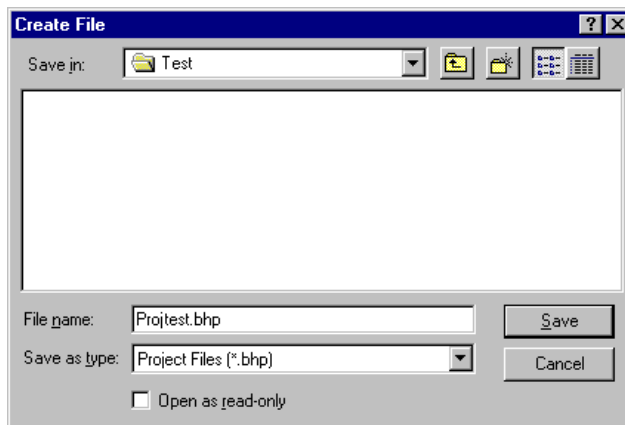 Create File
Save in: Test
File name: Projtest.bhp Save
Save as type: Project Files (*.bhp) Cancel
Open as read-only